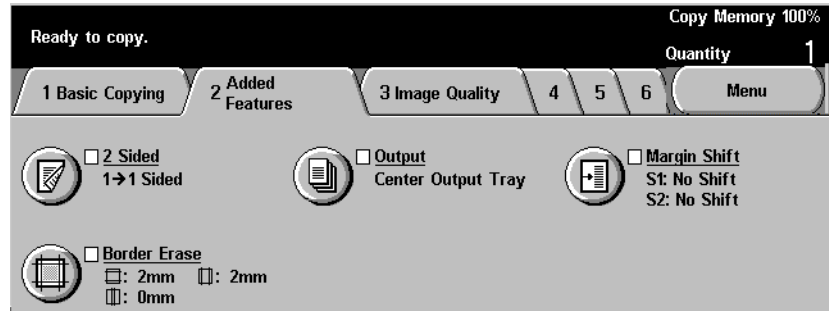 Copy Memory 100%
Ready to copy.
Quantity 1
1 Basic Copying
2 Added Features
3 Image Quality
4
5
6
Menu
2 Sided
1→1 Sided
Output
Center Output Tray
Margin Shift
S1: No Shift
S2: No Shift
Border Erase
: 2mm : 2mm
: 0mm